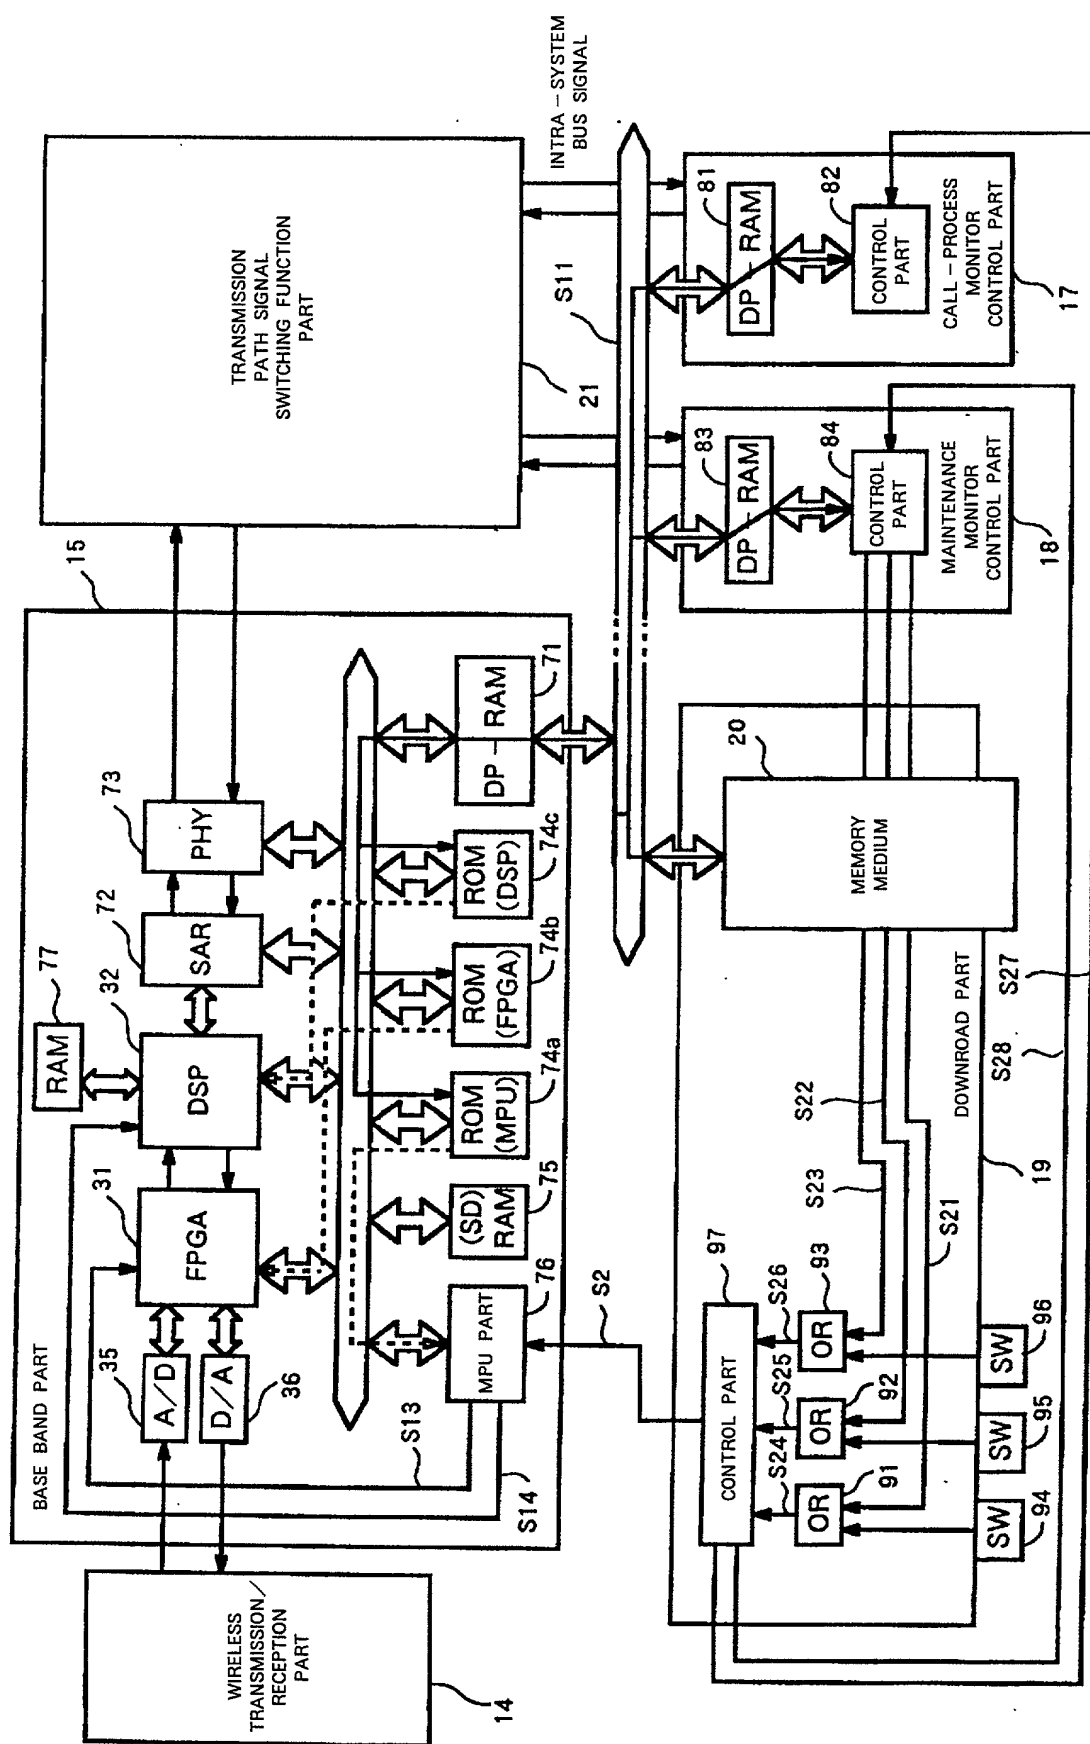 WIRELESS
TRANSMISSION/
RECEPTION
PART
14
BASE BAND PART
15
A/D
35
D/A
36
FPGA
31
DSP
32
RAM
77
SAR
72
PHY
73
S13
S14
MPU PART
76
(SD)
RAM
75
ROM
(MPU)
74a
ROM
(FPGA)
74b
ROM
(DSP)
74c
DP-RAM
71
TRANSMISSION
PATH SIGNAL
SWITCHING FUNCTION
PART
21
INTRA-SYSTEM
BUS SIGNAL
S11
S2
CONTROL PART
97
S24
S25
S26
OR
91
OR
92
OR
93
SW
94
SW
95
SW
96
S23
S22
S21
MEMORY
MEDIUM
20
DOWNROAD PART
19
S28
S27
DP-RAM
83
CONTROL
PART
84
MAINTENANCE
MONITOR
CONTROL PART
18
DP-RAM
81
CONTROL
PART
82
CALL-PROCESS
MONITOR
CONTROL PART
17